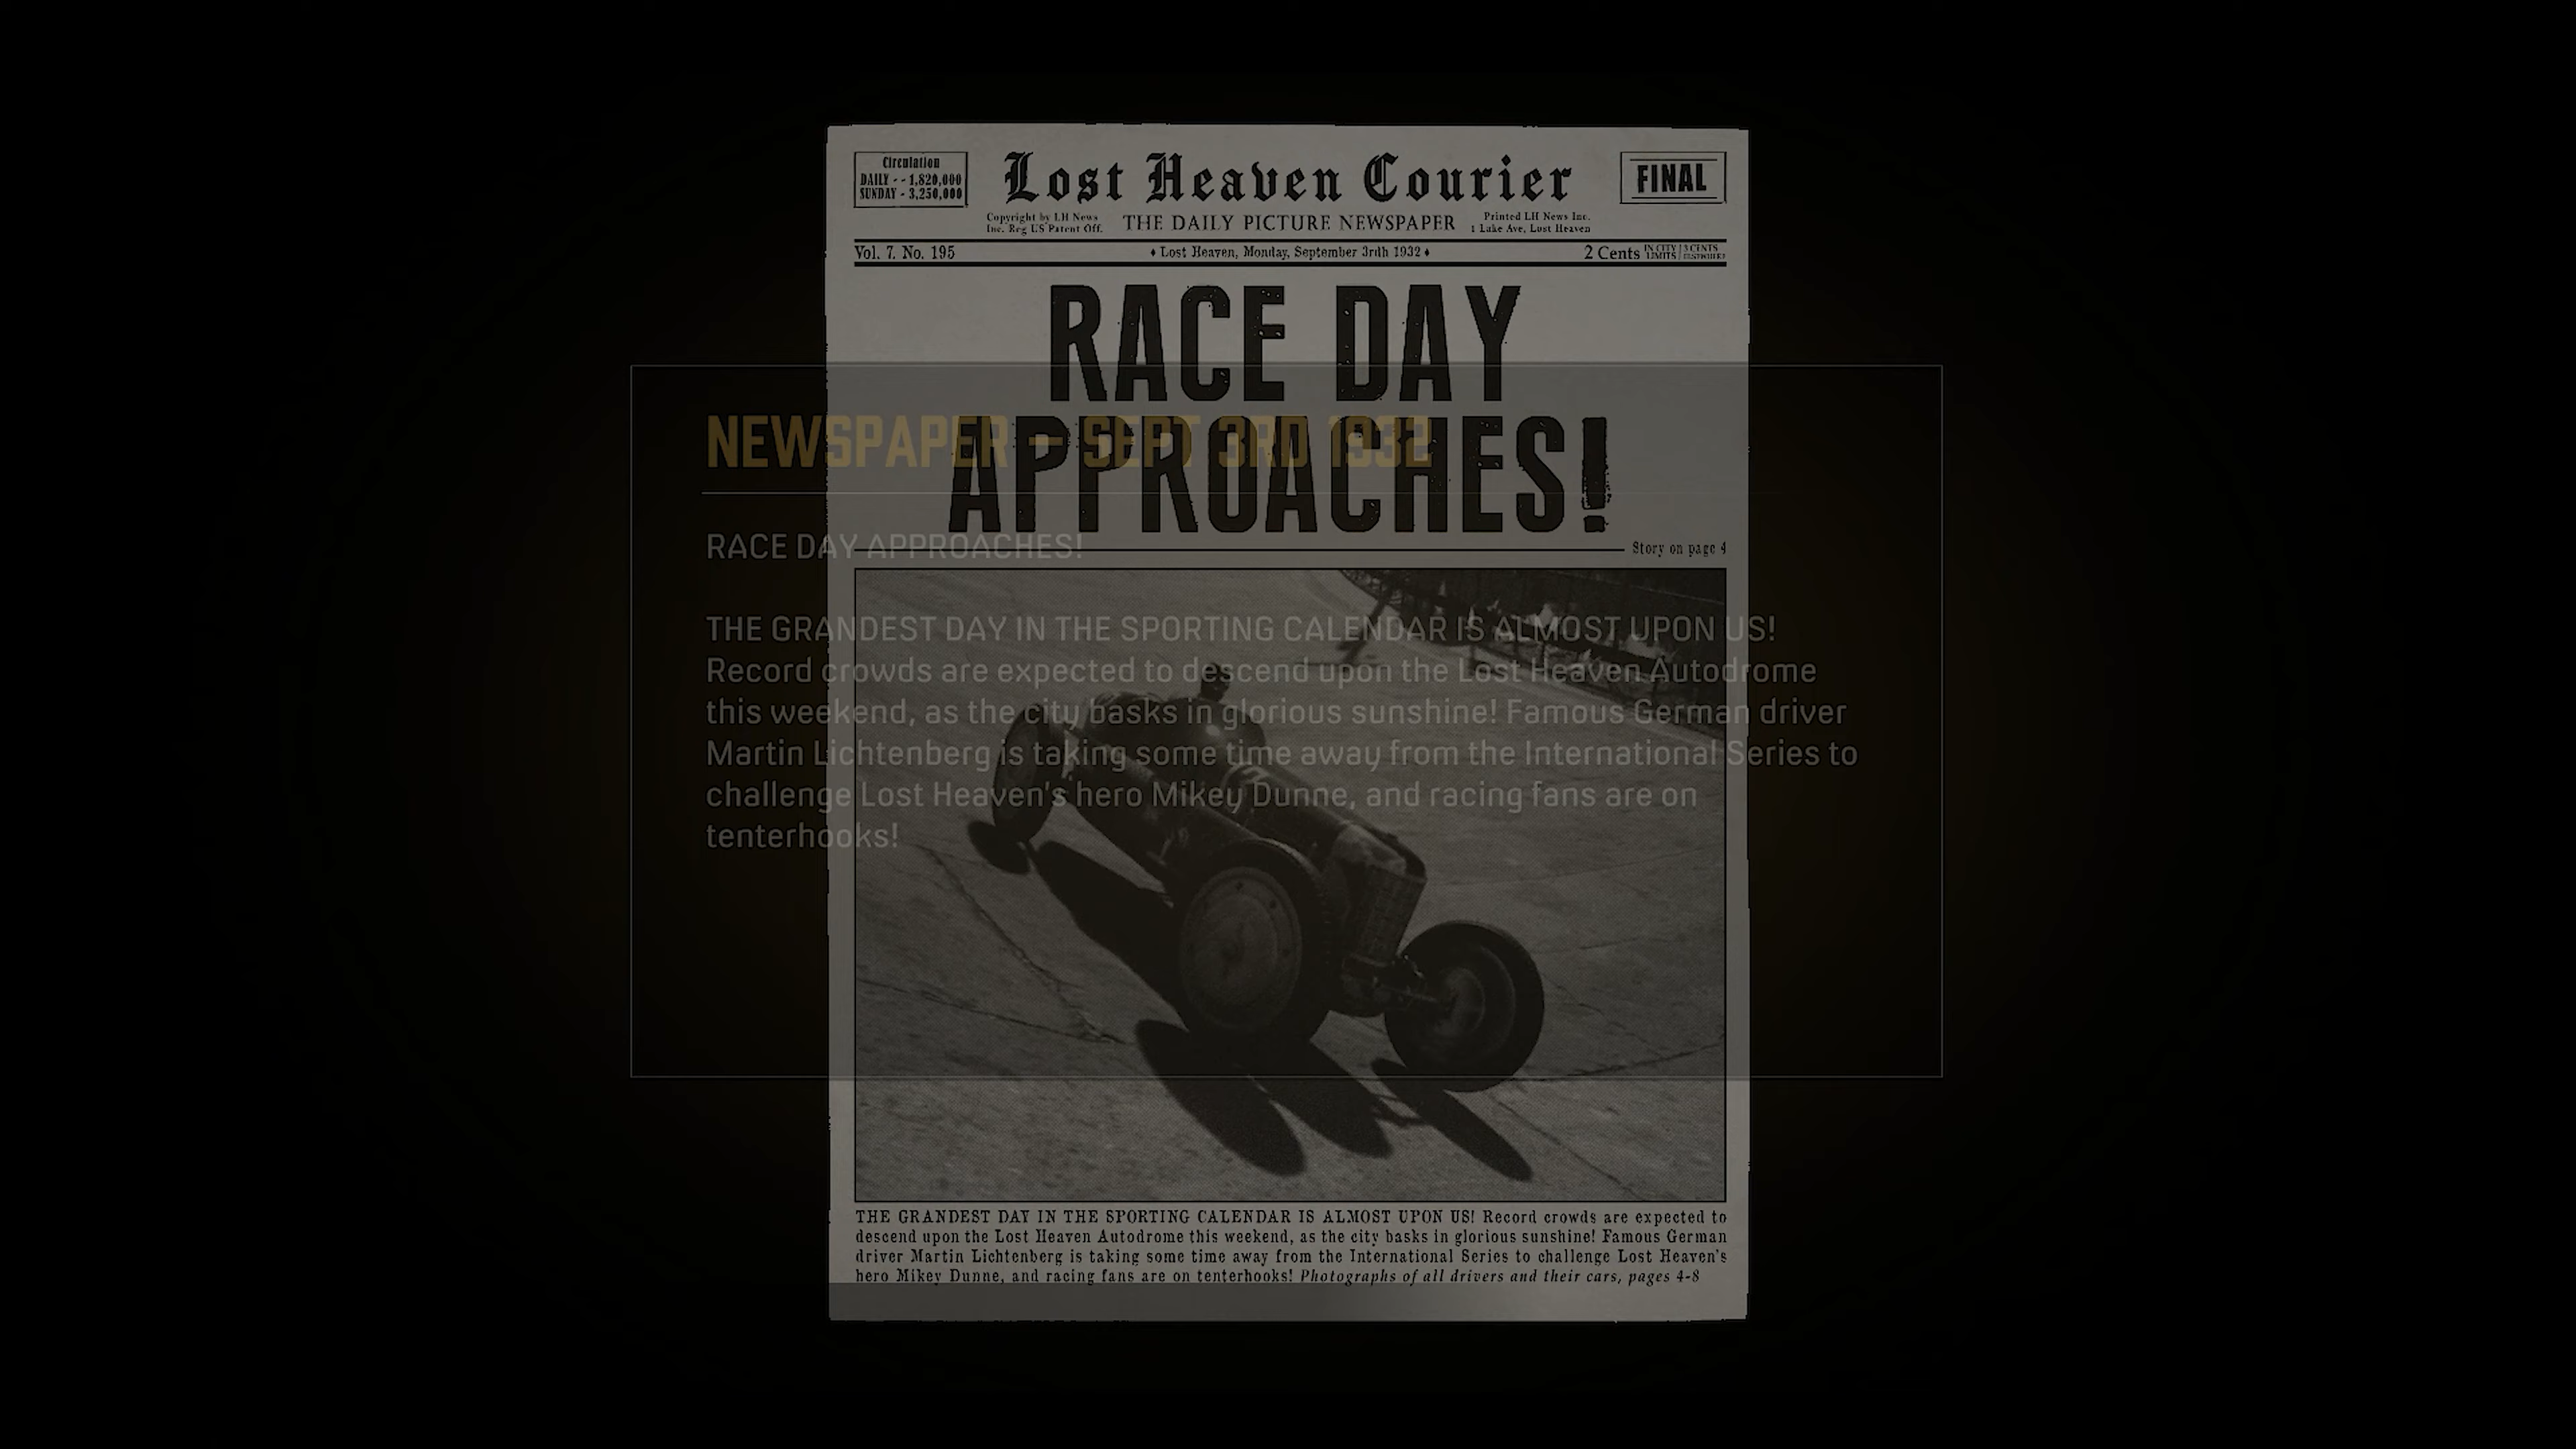 Circulation
DAILY - - 1,820,000
SUNDAY - 3,250,000
Lost Heaven Courier
FINAL
Copyright by LH News
Inc. Reg US Patent Off.
THE DAILY PICTURE NEWSPAPER
Printed LH News Inc.
1 Lake Ave, Lost Heaven
Vol. 7. No. 195
♦ Lost Heaven, Monday, September 3rdh 1932 ♦
2 Cents
IN CITY LIMITS
3 CENTS ELSEWHERE
RACE DAY
APPROACHES!
Story on page 4
NEWSPAPER – SEPT 3RD 1932
RACE DAY APPROACHES!
THE GRANDEST DAY IN THE SPORTING CALENDAR IS ALMOST UPON US!
Record crowds are expected to descend upon the Lost Heaven Autodrome
this weekend, as the city basks in glorious sunshine! Famous German driver
Martin Lichtenberg is taking some time away from the International Series to
challenge Lost Heaven's hero Mikey Dunne, and racing fans are on
tenterhooks!
THE GRANDEST DAY IN THE SPORTING CALENDAR IS ALMOST UPON US! Record crowds are expected to
descend upon the Lost Heaven Autodrome this weekend, as the city basks in glorious sunshine! Famous German
driver Martin Lichtenberg is taking some time away from the International Series to challenge Lost Heaven's
hero Mikey Dunne, and racing fans are on tenterhooks! Photographs of all drivers and their cars, pages 4-8